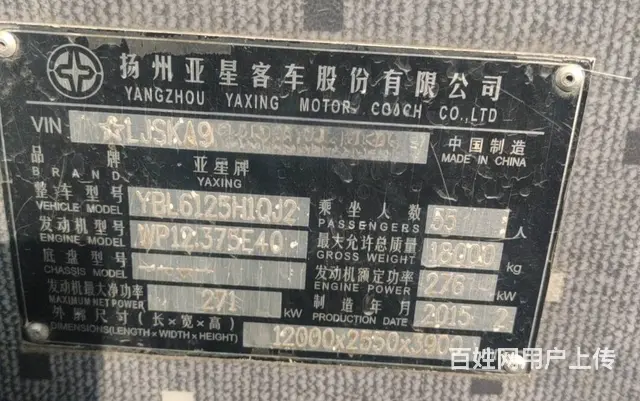 扬州亚星客车股份有限公司
YANGZHOU YAXING MOTOR COACH CO.,LTD
VIN ☆LJSKA9
中国制造
MADE IN CHINA
品牌 亚星牌
BRAND YAXING
整车型号 YBL6125H1QJ2 乘坐人数 55 人
VEHICLE MODEL PASSENGERS
发动机型号 WP12.375E40 最大允许总质量 18000 kg
ENGINE MODEL GROSS WEIGHT
底盘型号 ---- 发动机额定功率 276 kW
CHASSIS MODEL ENGINE POWER
发动机最大净功率 271 kW 制造年月 2015 2
MAXIMUM NET POWER PRODUCTION DATE
外廓尺寸(长×宽×高) 12000×2550×3900
DIMENSIONS(LENGTH×WIDTH×HEIGHT)
百姓网用户上传